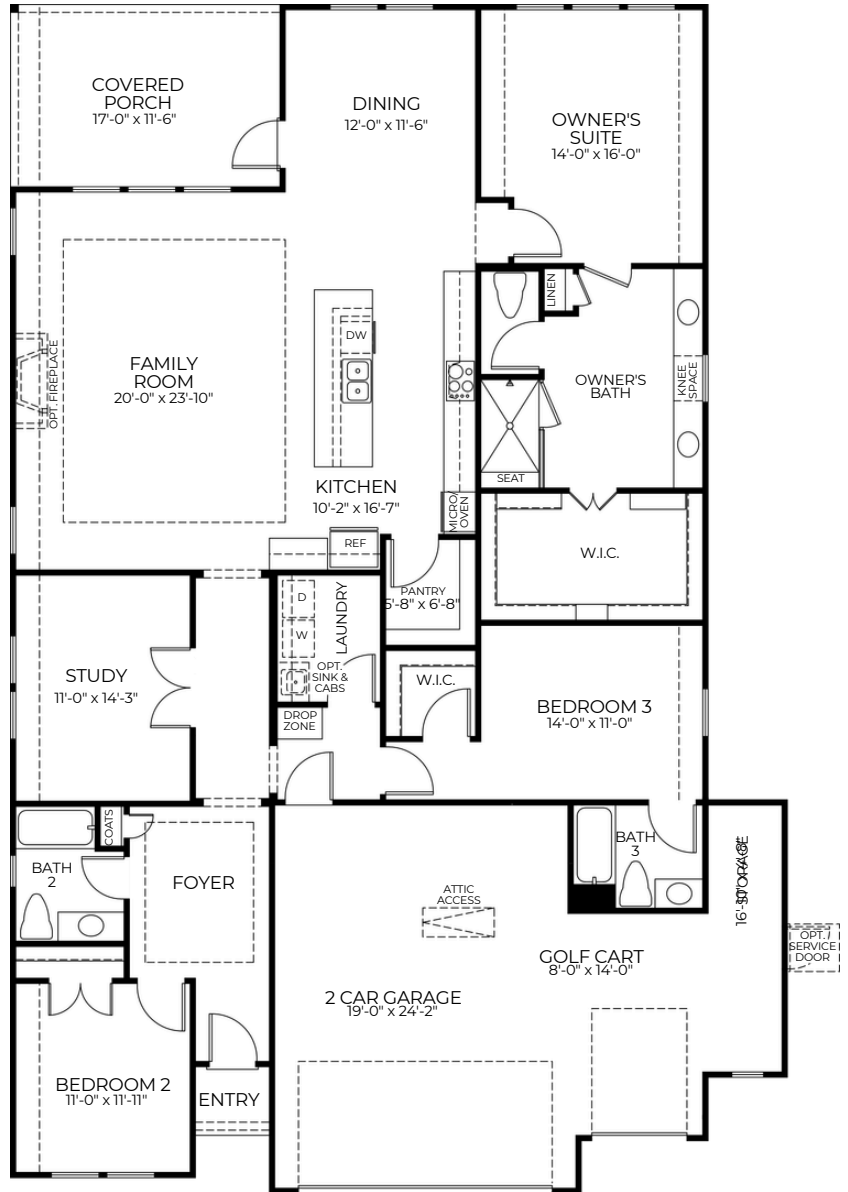 COVERED
PORCH
17'-0" x 11'-6"
DINING
12'-0" x 11'-6"
OWNER'S
SUITE
14'-0" x 16'-0"
LINEN
DW
FAMILY
ROOM
20'-0" x 23'-10"
OPT. FIREPLACE
OWNER'S
BATH
KNEE
SPACE
SEAT
KITCHEN
10'-2" x 16'-7"
MICRO/
OVEN
REF
W.I.C.
PANTRY
5'-8" x 6'-8"
D
W
LAUNDRY
OPT.
SINK &
CABS
STUDY
11'-0" x 14'-3"
W.I.C.
DROP
ZONE
BEDROOM 3
14'-0" x 11'-0"
COATS
BATH
2
FOYER
BATH
3
STORAGE
ATTIC
ACCESS
OPT.
SERVICE
DOOR
GOLF CART
8'-0" x 14'-0"
2 CAR GARAGE
19'-0" x 24'-2"
BEDROOM 2
11'-0" x 11'-11"
ENTRY